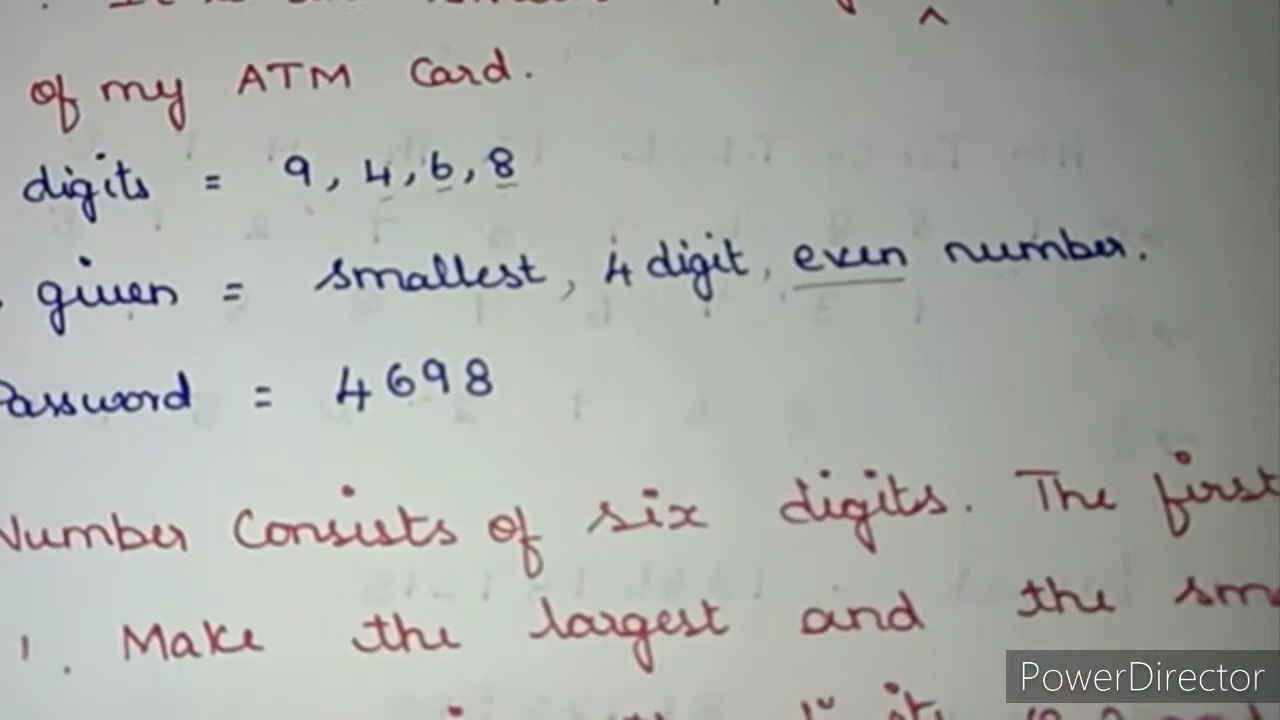 of my ATM Card.
digits = 9, 4, 6, 8
given = smallest, 4 digit, even number.
Password = 4698
Number Consists of six digits. The first
1. Make the largest and the
PowerDirector